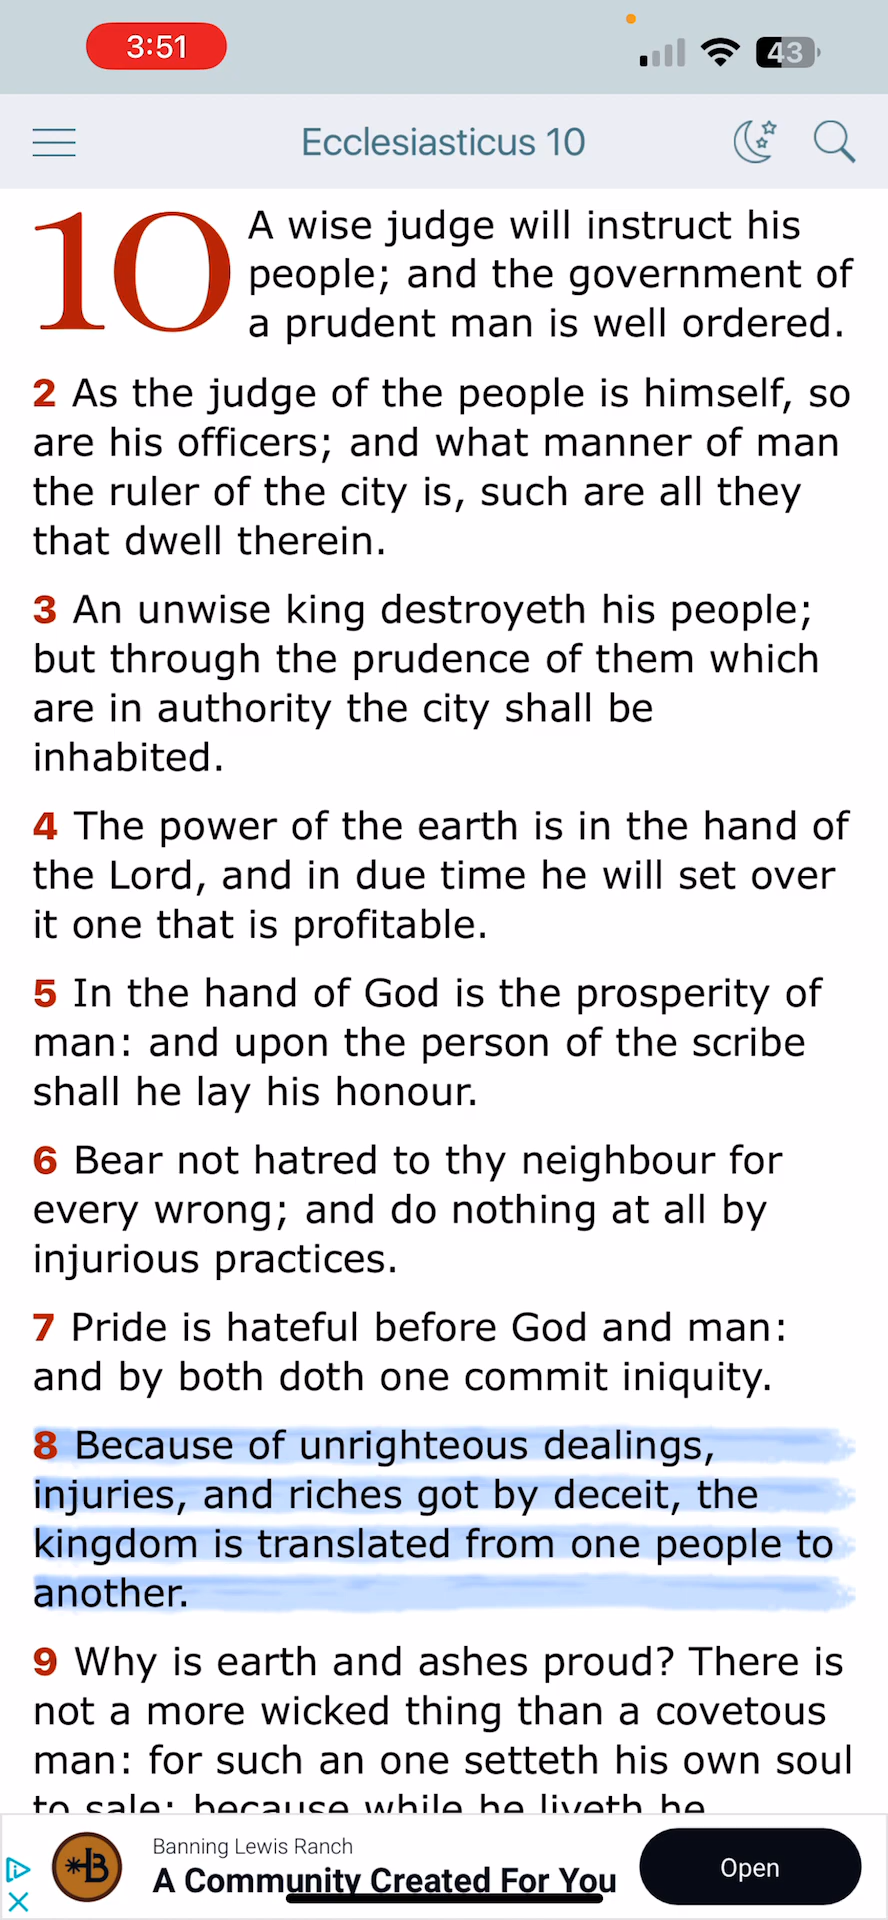 3:51
43
Ecclesiasticus 10
10 A wise judge will instruct his
people; and the government of
a prudent man is well ordered.
2 As the judge of the people is himself, so
are his officers; and what manner of man
the ruler of the city is, such are all they
that dwell therein.
3 An unwise king destroyeth his people;
but through the prudence of them which
are in authority the city shall be
inhabited.
4 The power of the earth is in the hand of
the Lord, and in due time he will set over
it one that is profitable.
5 In the hand of God is the prosperity of
man: and upon the person of the scribe
shall he lay his honour.
6 Bear not hatred to thy neighbour for
every wrong; and do nothing at all by
injurious practices.
7 Pride is hateful before God and man:
and by both doth one commit iniquity.
8 Because of unrighteous dealings,
injuries, and riches got by deceit, the
kingdom is translated from one people to
another.
9 Why is earth and ashes proud? There is
not a more wicked thing than a covetous
man: for such an one setteth his own soul
to sale; because while he liveth he
Banning Lewis Ranch
A Community Created For You
Open
B